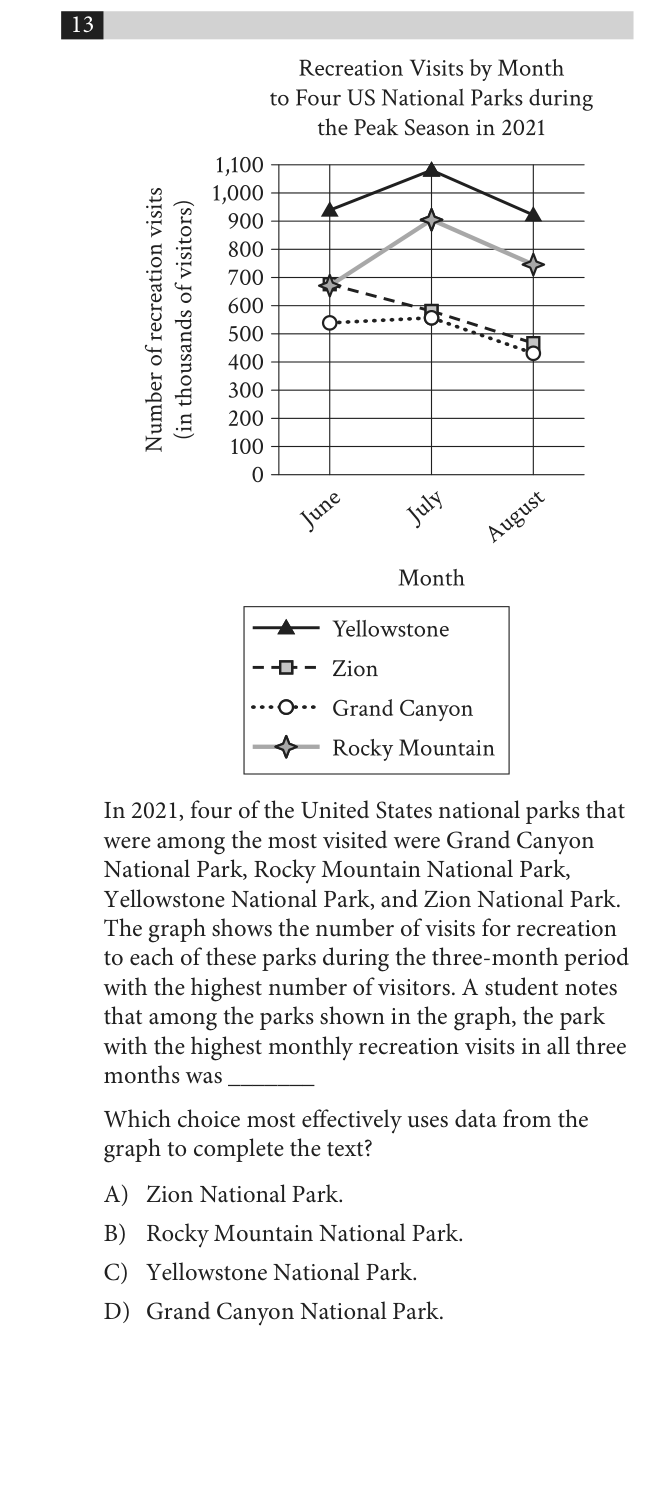 13
Recreation Visits by Month
to Four US National Parks during
the Peak Season in 2021
Number of recreation visits
(in thousands of visitors)
1,100
1,000
900
800
700
600
500
400
300
200
100
0
June
July
August
Month
Yellowstone
Zion
Grand Canyon
Rocky Mountain
In 2021, four of the United States national parks that
were among the most visited were Grand Canyon
National Park, Rocky Mountain National Park,
Yellowstone National Park, and Zion National Park.
The graph shows the number of visits for recreation
to each of these parks during the three-month period
with the highest number of visitors. A student notes
that among the parks shown in the graph, the park
with the highest monthly recreation visits in all three
months was _______
Which choice most effectively uses data from the
graph to complete the text?
A) Zion National Park.
B) Rocky Mountain National Park.
C) Yellowstone National Park.
D) Grand Canyon National Park.